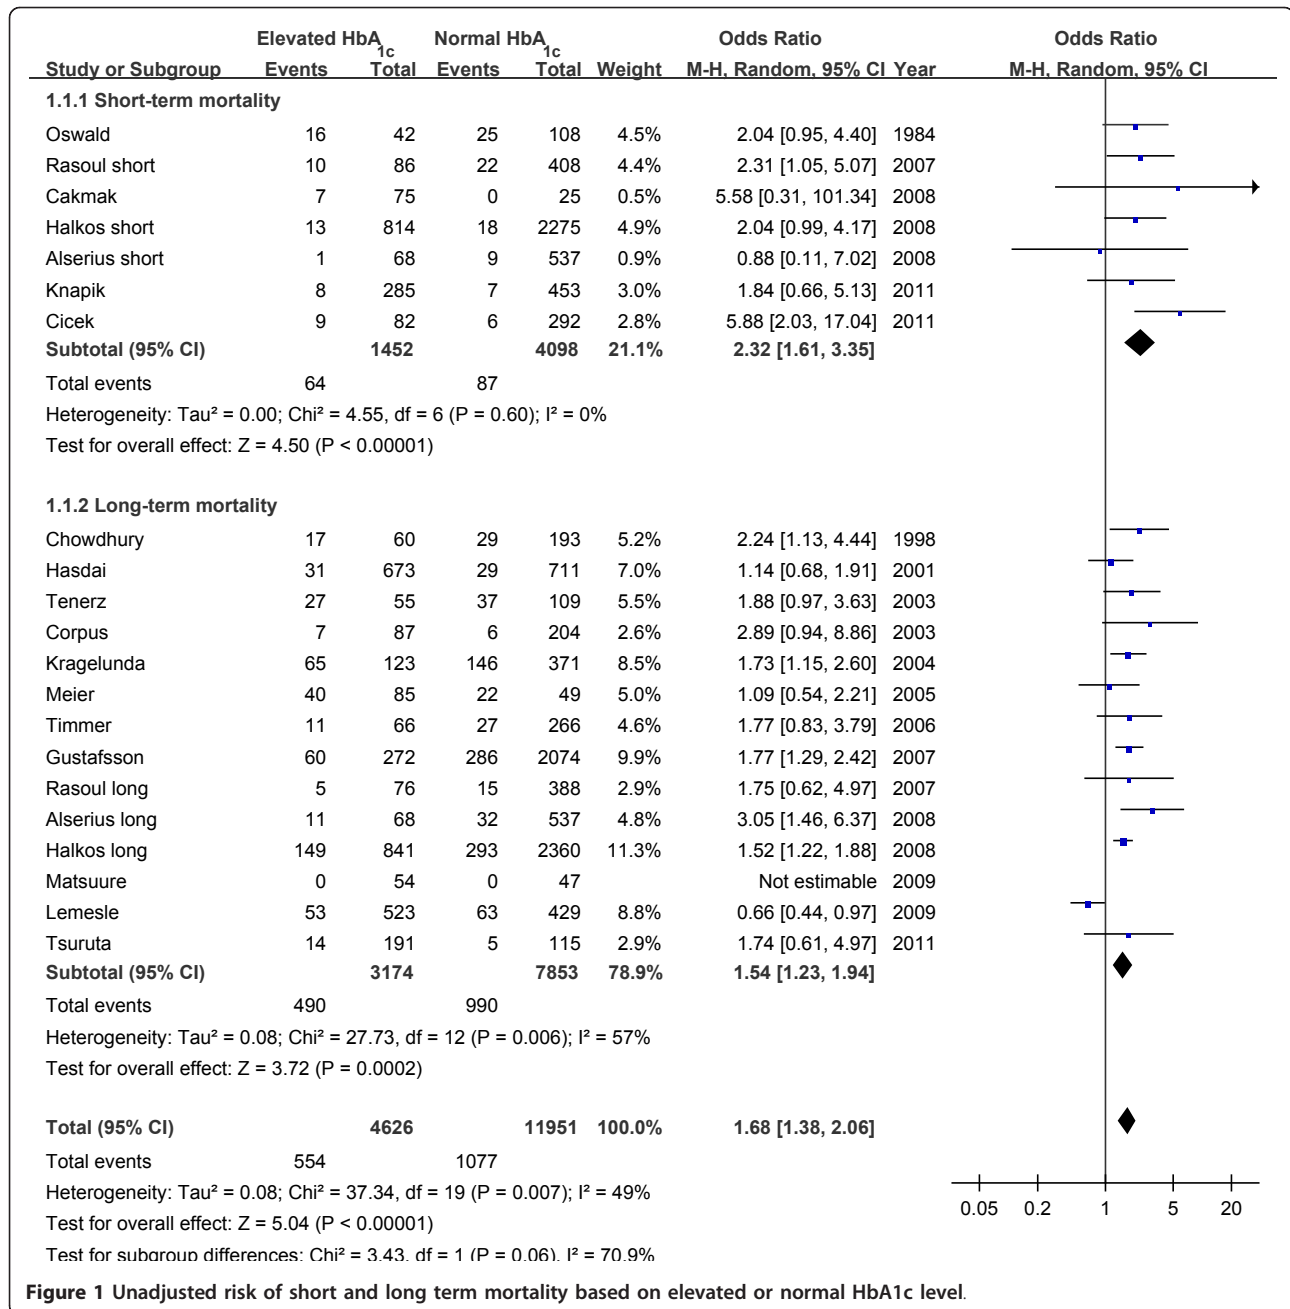 Elevated HbA1c Normal HbA1c Odds Ratio Odds Ratio
Study or Subgroup Events Total Events Total Weight M-H, Random, 95% CI Year M-H, Random, 95% CI
1.1.1 Short-term mortality
Oswald 16 42 25 108 4.5% 2.04 [0.95, 4.40] 1984
Rasoul short 10 86 22 408 4.4% 2.31 [1.05, 5.07] 2007
Cakmak 7 75 0 25 0.5% 5.58 [0.31, 101.34] 2008
Halkos short 13 814 18 2275 4.9% 2.04 [0.99, 4.17] 2008
Alserius short 1 68 9 537 0.9% 0.88 [0.11, 7.02] 2008
Knapik 8 285 7 453 3.0% 1.84 [0.66, 5.13] 2011
Cicek 9 82 6 292 2.8% 5.88 [2.03, 17.04] 2011
Subtotal (95% CI) 1452 4098 21.1% 2.32 [1.61, 3.35]
Total events 64 87
Heterogeneity: Tau² = 0.00; Chi² = 4.55, df = 6 (P = 0.60); I² = 0%
Test for overall effect: Z = 4.50 (P < 0.00001)
1.1.2 Long-term mortality
Chowdhury 17 60 29 193 5.2% 2.24 [1.13, 4.44] 1998
Hasdai 31 673 29 711 7.0% 1.14 [0.68, 1.91] 2001
Tenerz 27 55 37 109 5.5% 1.88 [0.97, 3.63] 2003
Corpus 7 87 6 204 2.6% 2.89 [0.94, 8.86] 2003
Kragelunda 65 123 146 371 8.5% 1.73 [1.15, 2.60] 2004
Meier 40 85 22 49 5.0% 1.09 [0.54, 2.21] 2005
Timmer 11 66 27 266 4.6% 1.77 [0.83, 3.79] 2006
Gustafsson 60 272 286 2074 9.9% 1.77 [1.29, 2.42] 2007
Rasoul long 5 76 15 388 2.9% 1.75 [0.62, 4.97] 2007
Alserius long 11 68 32 537 4.8% 3.05 [1.46, 6.37] 2008
Halkos long 149 841 293 2360 11.3% 1.52 [1.22, 1.88] 2008
Matsuure 0 54 0 47 Not estimable 2009
Lemesle 53 523 63 429 8.8% 0.66 [0.44, 0.97] 2009
Tsuruta 14 191 5 115 2.9% 1.74 [0.61, 4.97] 2011
Subtotal (95% CI) 3174 7853 78.9% 1.54 [1.23, 1.94]
Total events 490 990
Heterogeneity: Tau² = 0.08; Chi² = 27.73, df = 12 (P = 0.006); I² = 57%
Test for overall effect: Z = 3.72 (P = 0.0002)
Total (95% CI) 4626 11951 100.0% 1.68 [1.38, 2.06]
Total events 554 1077
Heterogeneity: Tau² = 0.08; Chi² = 37.34, df = 19 (P = 0.007); I² = 49%
Test for overall effect: Z = 5.04 (P < 0.00001)
Test for subgroup differences: Chi² = 3.43, df = 1 (P = 0.06), I² = 70.9%
0.05 0.2 1 5 20
Figure 1 Unadjusted risk of short and long term mortality based on elevated or normal HbA1c level.